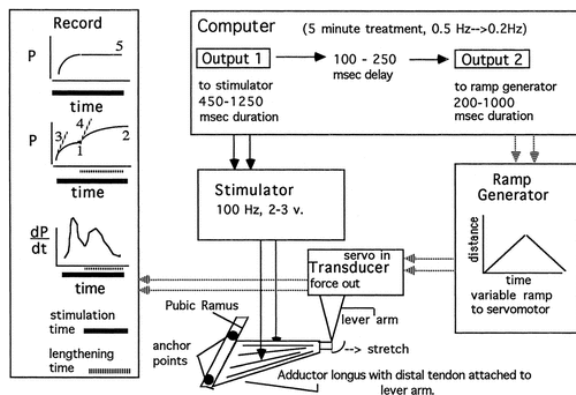 Record
P
5
time
P
3
4
1
2
time
dP
dt
time
stimulation
time
lengthening
time
Computer (5 minute treatment, 0.5 Hz-->0.2Hz)
Output 1
100 - 250
msec delay
Output 2
to stimulator
450-1250
msec duration
to ramp generator
200-1000
msec duration
Stimulator
100 Hz, 2-3 v.
Ramp
Generator
distance
time
variable ramp
to servomotor
servo in
Transducer
force out
lever arm
--> stretch
Pubic Ramus
anchor
points
Adductor longus with distal tendon attached to
lever arm.